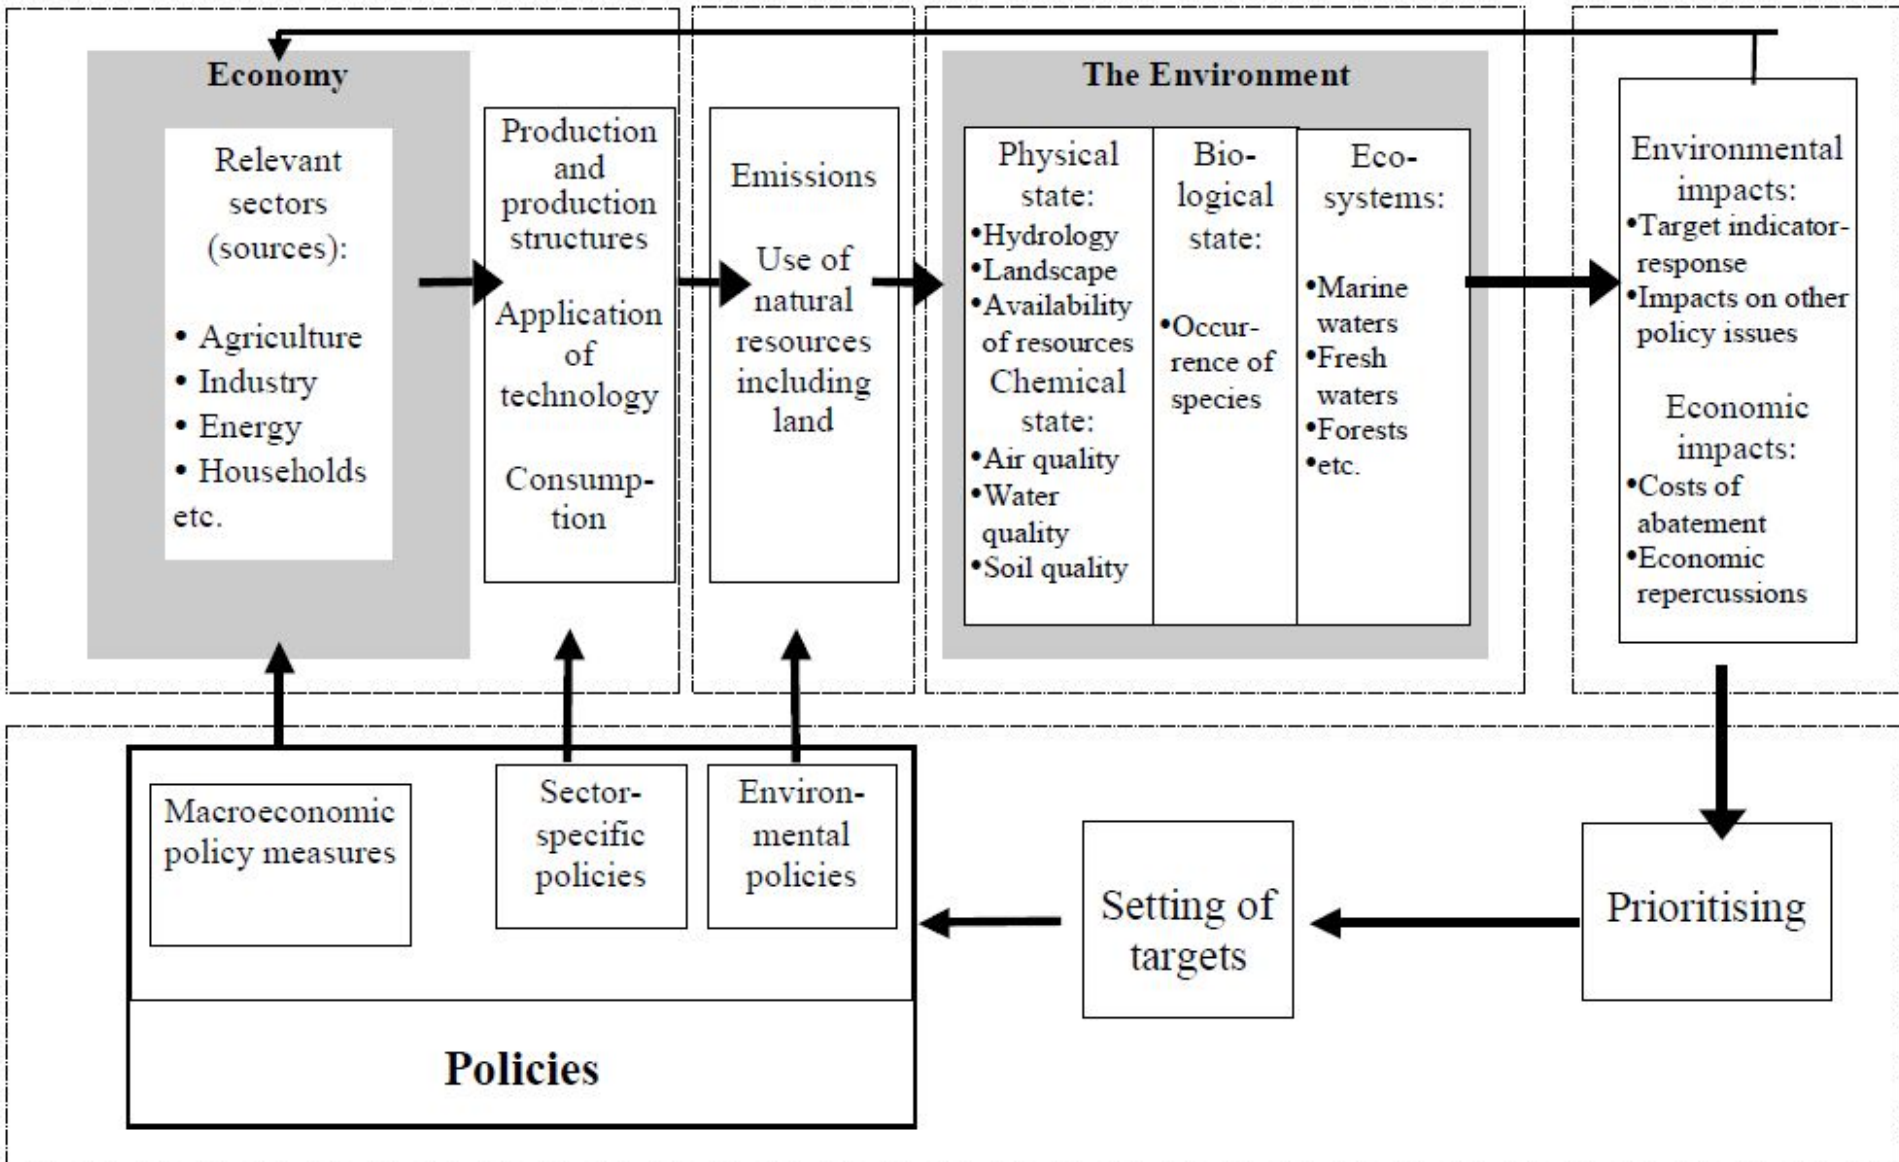 Economy
Relevant
sectors
(sources):
• Agriculture
• Industry
• Energy
• Households
etc.
Production
and
production
structures
Application
of
technology
Consump-
tion
Emissions
Use of
natural
resources
including
land
The Environment
Physical
state:
•Hydrology
•Landscape
•Availability
of resources
Chemical
state:
•Air quality
•Water
quality
•Soil quality
Bio-
logical
state:
•Occur-
rence of
species
Eco-
systems:
•Marine
waters
•Fresh
waters
•Forests
•etc.
Environmental
impacts:
•Target indicator-
response
•Impacts on other
policy issues
Economic
impacts:
•Costs of
abatement
•Economic
repercussions
Macroeconomic
policy measures
Sector-
specific
policies
Environ-
mental
policies
Policies
Setting of
targets
Prioritising